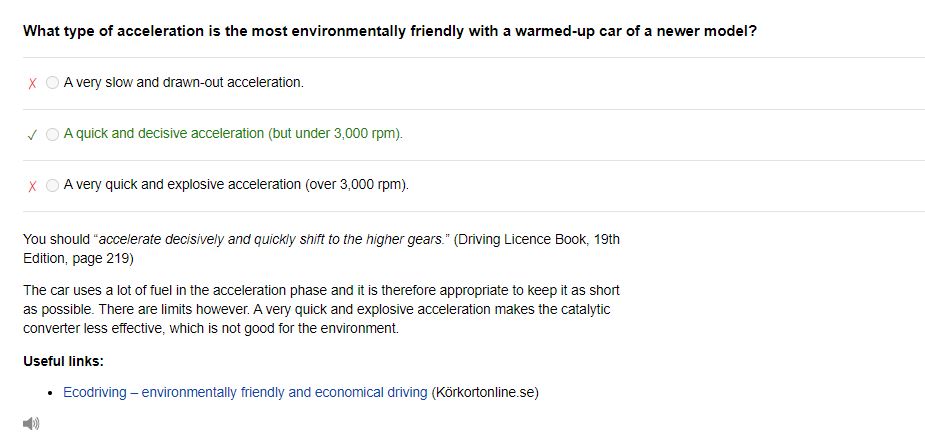 What type of acceleration is the most environmentally friendly with a warmed-up car of a newer model?
✗ A very slow and drawn-out acceleration.
✓ A quick and decisive acceleration (but under 3,000 rpm).
✗ A very quick and explosive acceleration (over 3,000 rpm).
You should “accelerate decisively and quickly shift to the higher gears.” (Driving Licence Book, 19th
Edition, page 219)
The car uses a lot of fuel in the acceleration phase and it is therefore appropriate to keep it as short
as possible. There are limits however. A very quick and explosive acceleration makes the catalytic
converter less effective, which is not good for the environment.
Useful links:
• Ecodriving – environmentally friendly and economical driving (Körkortonline.se)